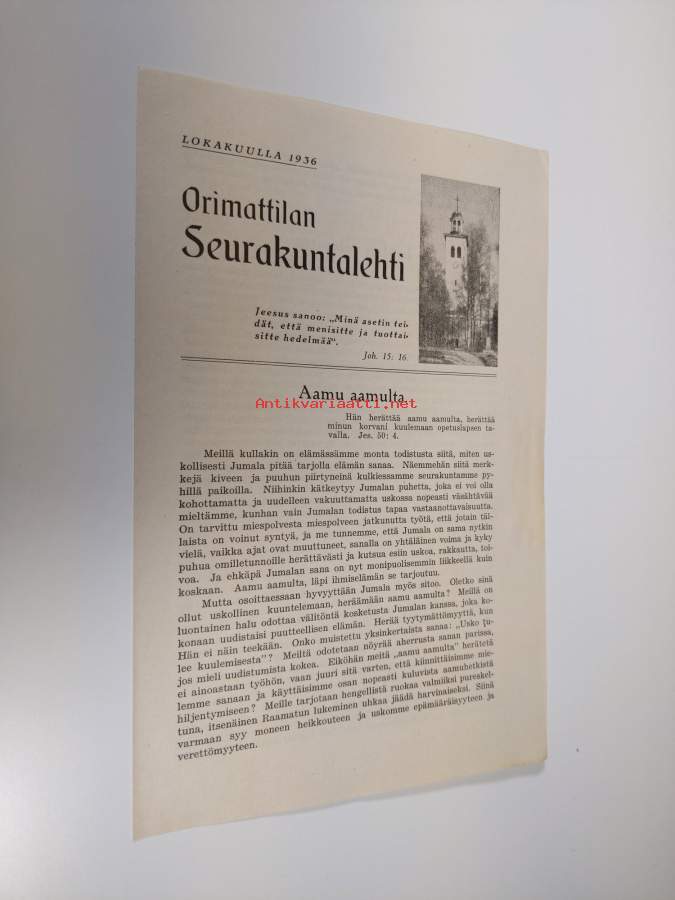 LOKAKUULLA 1936
Orimattilan
Seurakuntalehti
Jeesus sanoo: „Minä asetin tei-
dät, että menisitte ja tuottai-
sitte hedelmää".
Joh. 15: 16.
Aamu aamulta.
Antikvariaatti.net
Hän herättää aamu aamulta, herättää
minun korvani kuulemaan opetuslapsen ta-
valla. Jes. 50: 4.
Meillä kullakin on elämässämme monta todistusta siitä, miten us-
kollisesti Jumala pitää tarjolla elämän sanaa. Näemmehän siitä merk-
kejä kiveen ja puuhun piirtyneinä kulkiessamme seurakuntamme py-
hillä paikoilla. Niihinkin kätkeytyy Jumalan puhetta, joka ei voi olla
kohottamatta ja uudelleen vakuuttamatta uskossa nopeasti väsähtävää
mieltämme, kunhan vain Jumalan todistus tapaa vastaanottavaisuutta.
On tarvittu miespolvesta miespolveen jatkunutta työtä, että jotain täl-
laista on voinut syntyä, ja me tunnemme, että Jumala on sama nytkin
vielä, vaikka ajat ovat muuttuneet, sanalla on yhtäläinen voima ja kyky
puhua omilletunnoille herättävästi ja kutsua esiin uskoa, rakkautta, toi-
voa. Ja ehkäpä Jumalan sana on nyt monipuolisemmin liikkeellä kuin
koskaan. Aamu aamulta, läpi ihmiselämän se tarjoutuu.
Mutta osoittaessaan hyvyyttään Jumala myös sitoo. Oletko sinä
ollut uskollinen kuuntelemaan, heräämään aamu aamulta? Meillä on
luontainen halu odottaa välitöntä kosketusta Jumalan kanssa, joka ko-
konaan uudistaisi puutteellisen elämän. Herää tyytymättömyyttä, kun
Hän ei näin teekään. Onko muistettu yksinkertaista sanaa: „Usko tu-
lee kuulemisesta"? Meiltä odotetaan nöyrää aherrusta sanan parissa,
jos mieli uudistumista kokea. Eiköhän meitä „aamu aamulta" herätetä
ei ainoastaan työhön, vaan juuri sitä varten, että kiinnittäisimme mie-
lemme sanaan ja käyttäisimme osan nopeasti kuluvista aamuhetkistä
hiljentymiseen? Meille tarjotaan hengellistä ruokaa valmiiksi pureskel-
tuna, itsenäinen Raamatun lukeminen uhkaa jäädä harvinaiseksi. Siinä
varmaan syy moneen heikkouteen ja uskomme epämääräisyyteen ja
verettömyyteen.